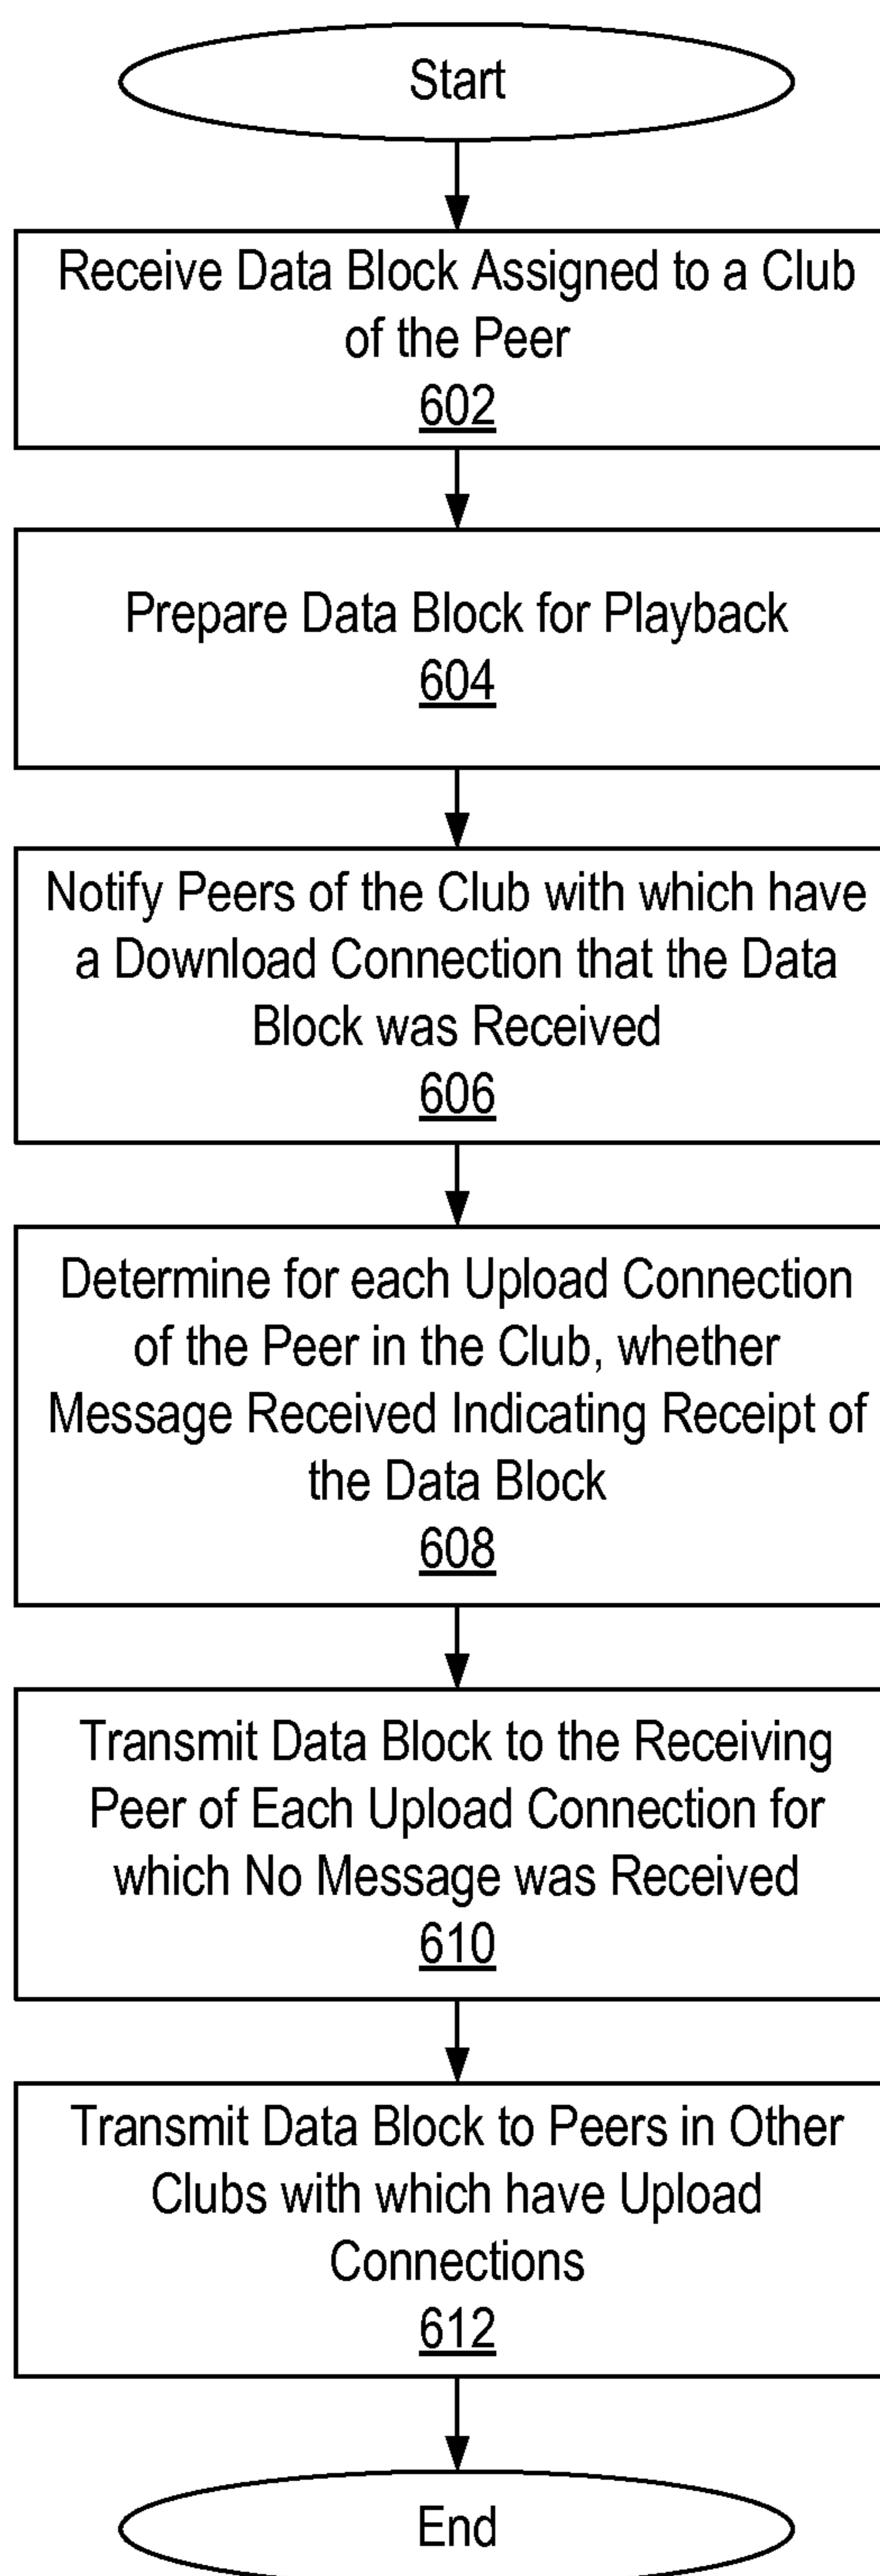 Start
Receive Data Block Assigned to a Club
of the Peer
602
Prepare Data Block for Playback
604
Notify Peers of the Club with which have
a Download Connection that the Data
Block was Received
606
Determine for each Upload Connection
of the Peer in the Club, whether
Message Received Indicating Receipt of
the Data Block
608
Transmit Data Block to the Receiving
Peer of Each Upload Connection for
which No Message was Received
610
Transmit Data Block to Peers in Other
Clubs with which have Upload
Connections
612
End